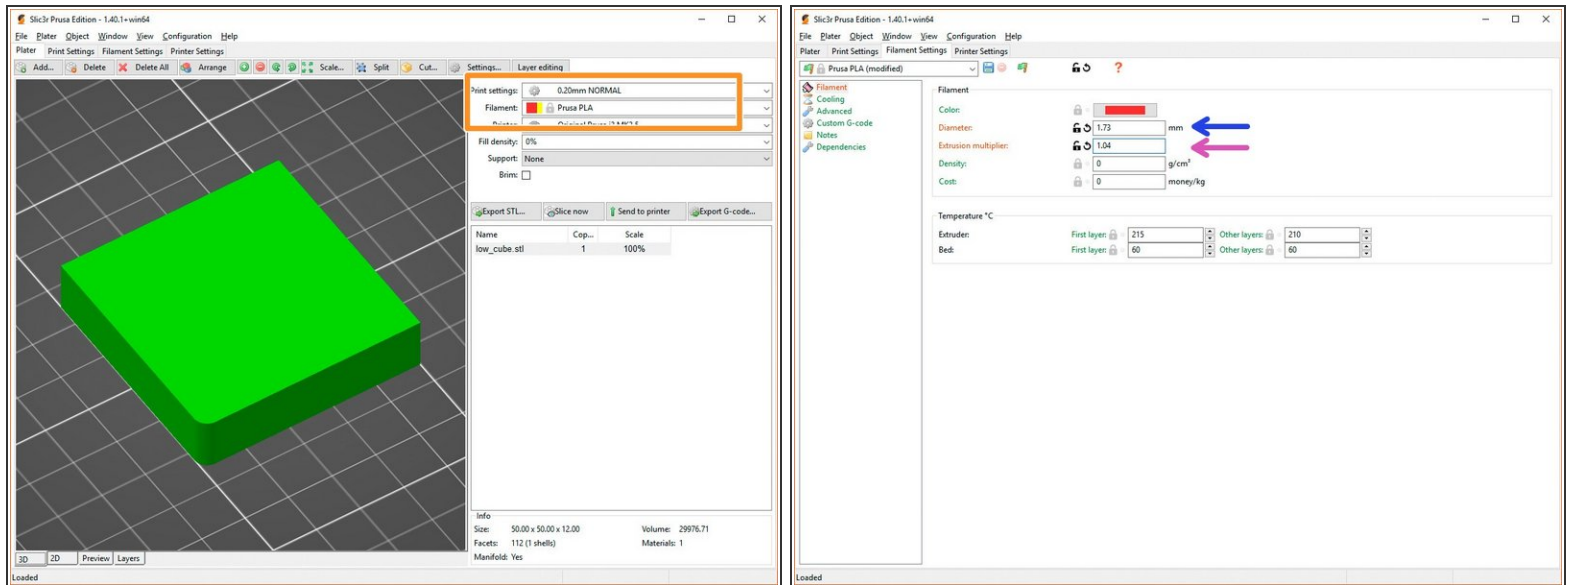 Slic3r Prusa Edition - 1.40.1+win64
File Plater Object Window View Configuration Help
Plater Print Settings Filament Settings Printer Settings
Add... Delete Delete All Arrange Scale... Split Cut... Settings... Layer editing
Print settings: 0.20mm NORMAL
Filament: Prusa PLA
Printer: Original Prusa i3 MK2.5
Fill density: 0%
Support: None
Brim:
Export STL... Slice now Send to printer Export G-code...
Name Cop... Scale
low_cube.stl 1 100%
Info
Size: 50.00 x 50.00 x 12.00 Volume: 29976.71
Facets: 112 (1 shells) Materials: 1
Manifold: Yes
3D 2D Preview Layers
Loaded
Slic3r Prusa Edition - 1.40.1+win64
File Plater Object Window View Configuration Help
Plater Print Settings Filament Settings Printer Settings
Prusa PLA (modified) ?
Filament
Cooling
Advanced
Custom G-code
Notes
Dependencies
Filament
Color:
Diameter: 1.73 mm
Extrusion multiplier: 1.04
Density: 0 g/cm³
Cost: 0 money/kg
Temperature °C
Extruder: First layer: 215 Other layers: 210
Bed: First layer: 60 Other layers: 60
Loaded